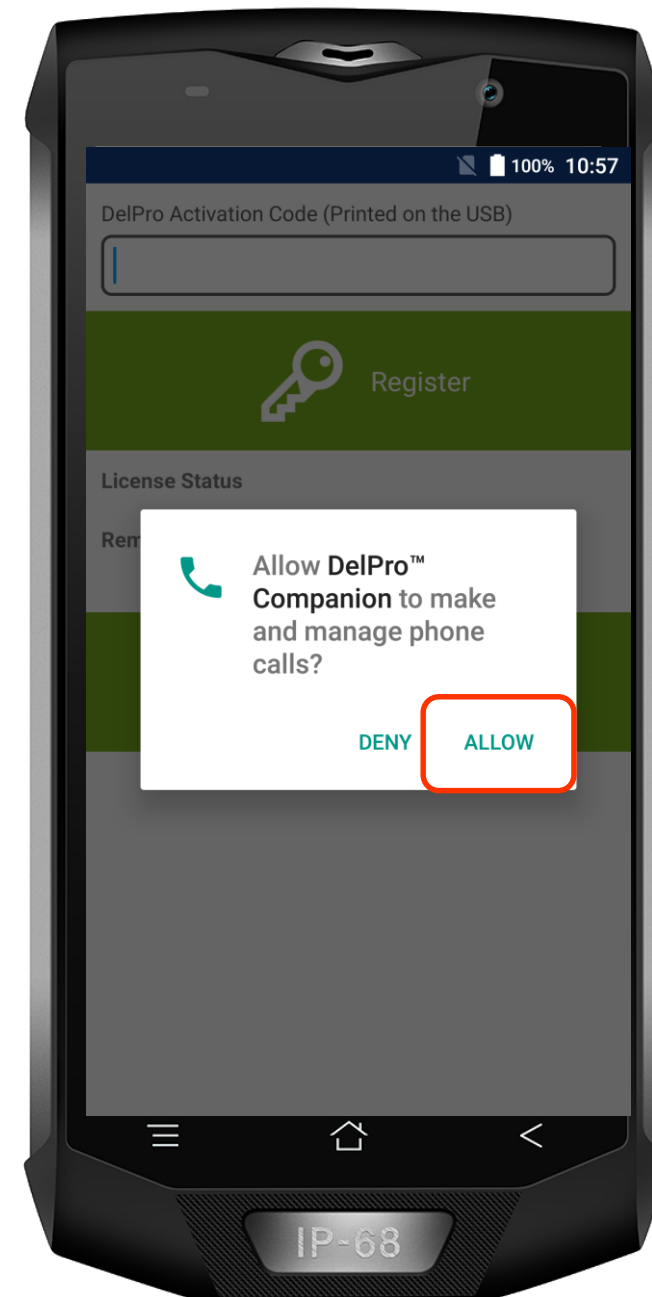 100% 10:57
DelPro Activation Code (Printed on the USB)
Register
License Status
Rem
Allow DelPro™
Companion to make
and manage phone
calls?
DENY ALLOW
IP-68